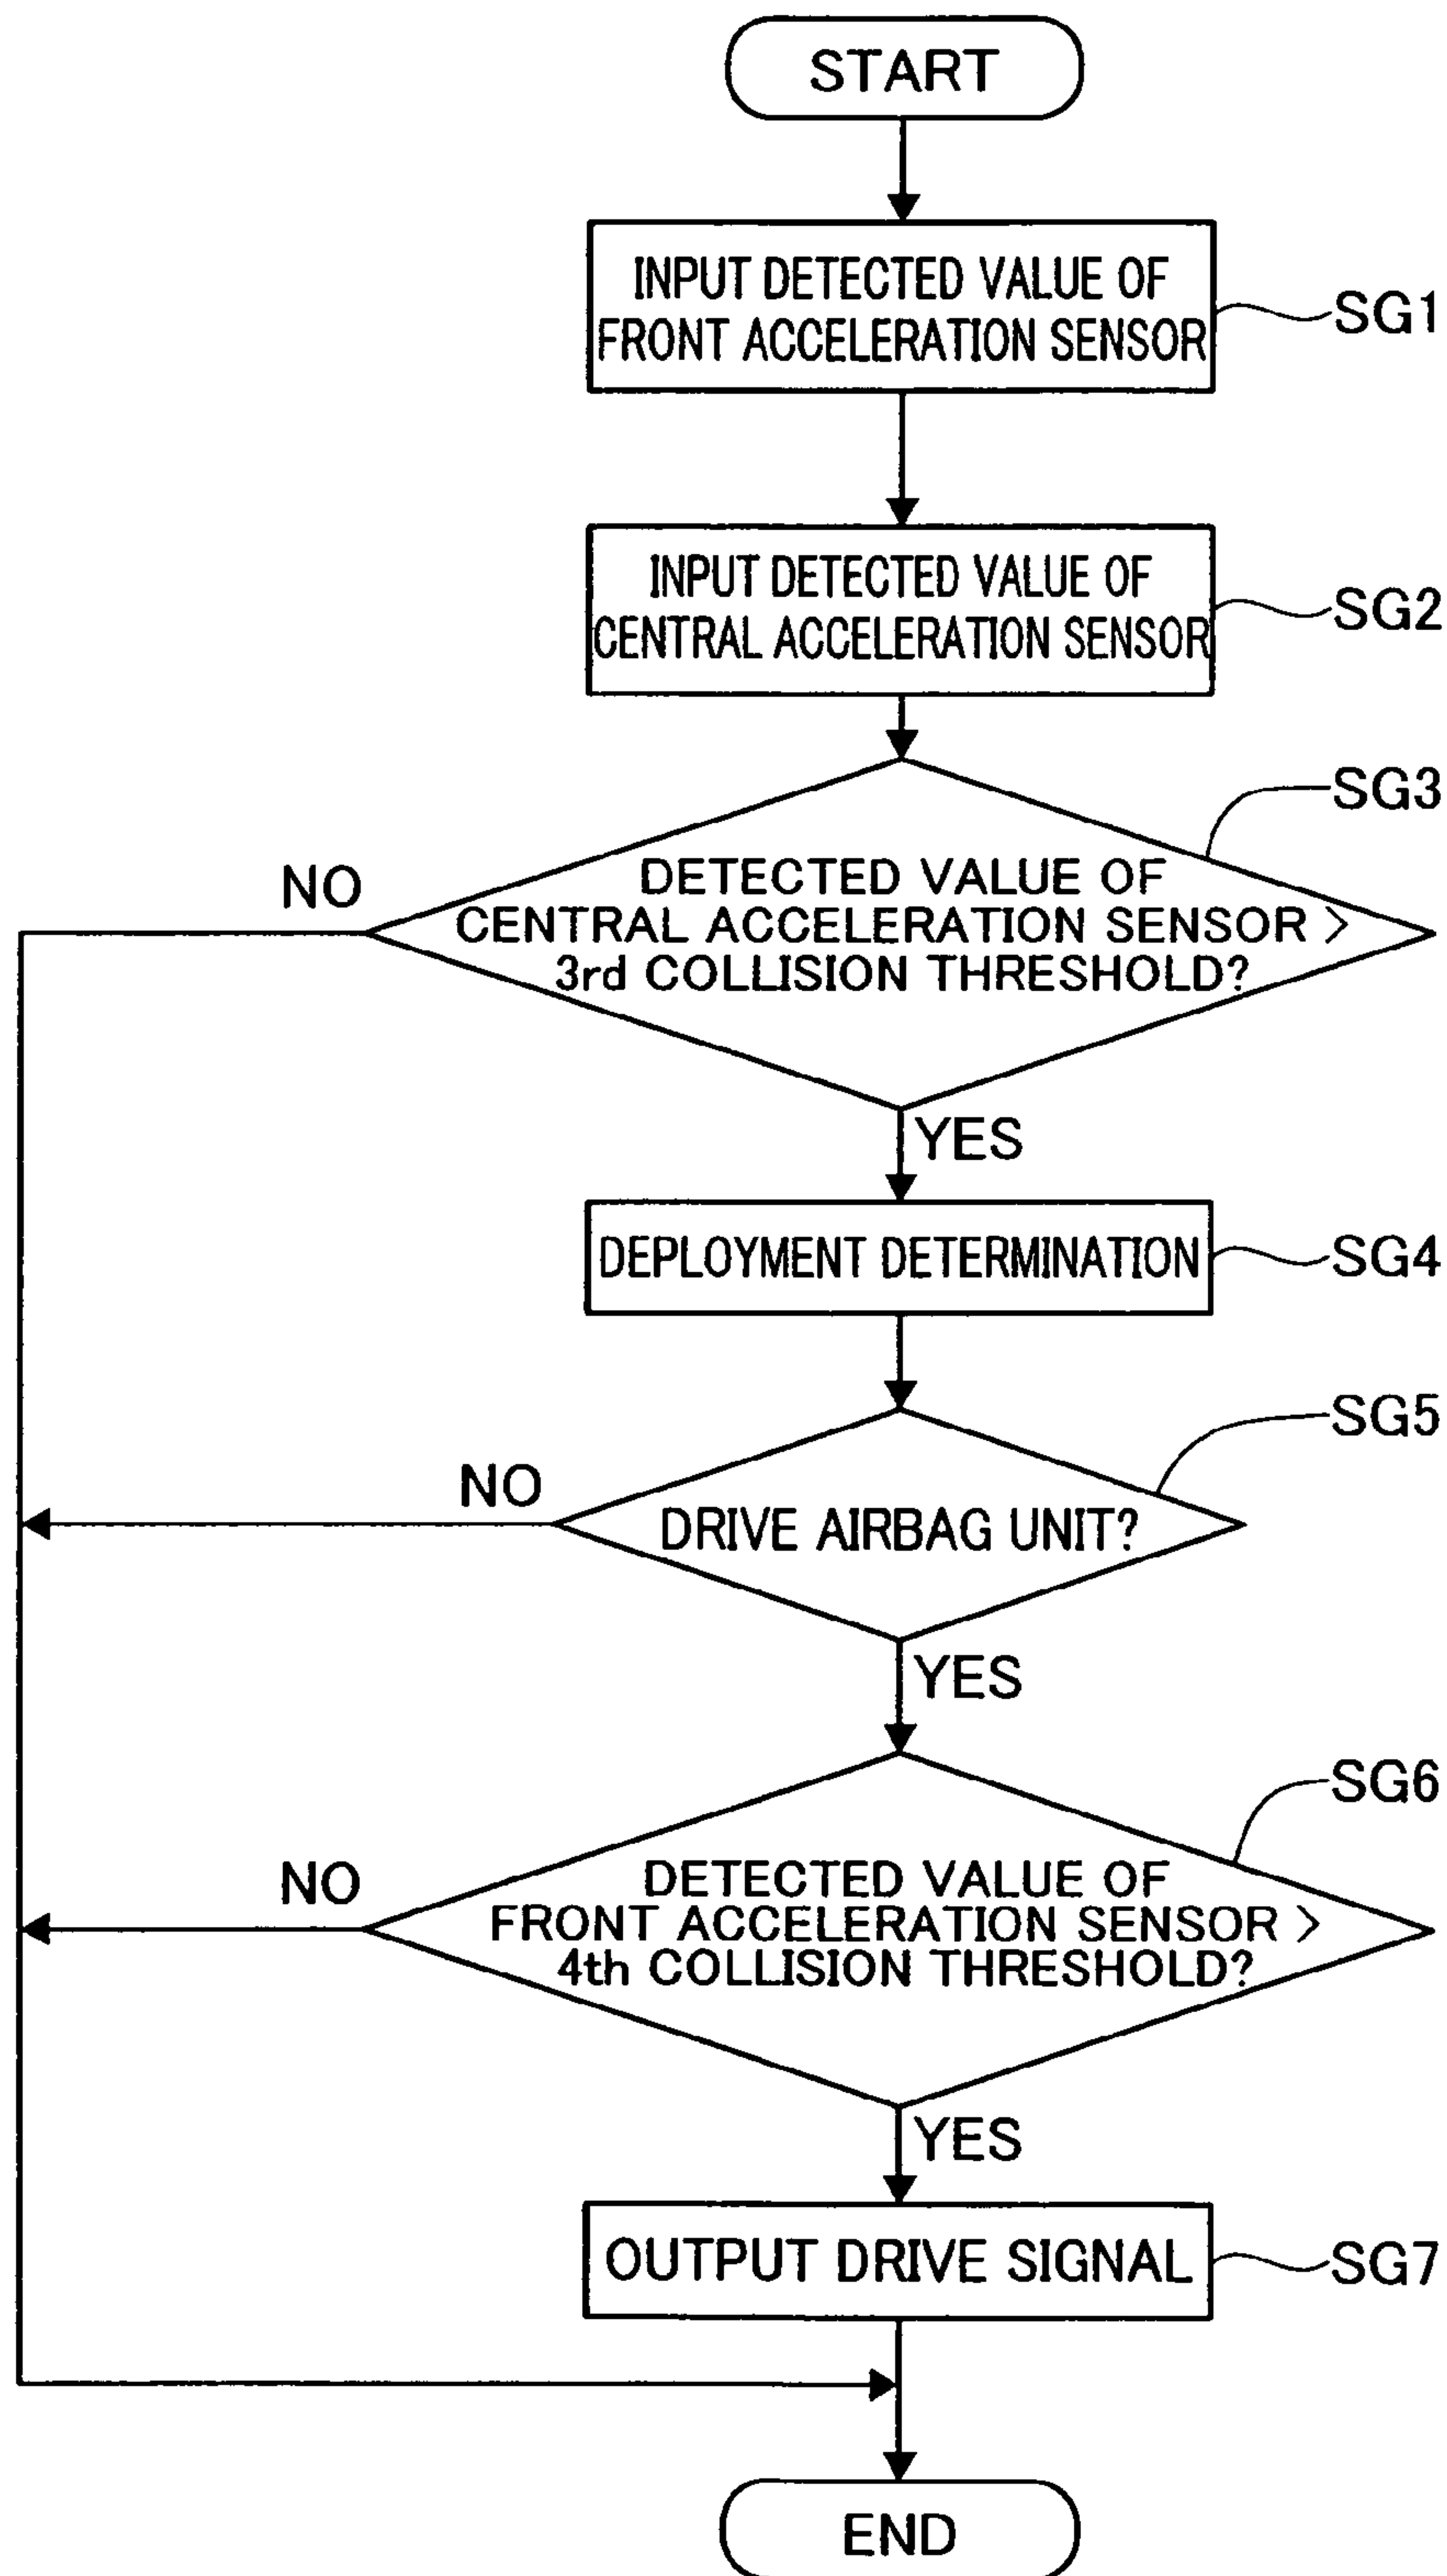 START
INPUT DETECTED VALUE OF
FRONT ACCELERATION SENSOR
SG1
INPUT DETECTED VALUE OF
CENTRAL ACCELERATION SENSOR
SG2
SG3
NO
DETECTED VALUE OF
CENTRAL ACCELERATION SENSOR >
3rd COLLISION THRESHOLD?
YES
DEPLOYMENT DETERMINATION
SG4
SG5
NO
DRIVE AIRBAG UNIT?
YES
SG6
NO
DETECTED VALUE OF
FRONT ACCELERATION SENSOR >
4th COLLISION THRESHOLD?
YES
OUTPUT DRIVE SIGNAL
SG7
END